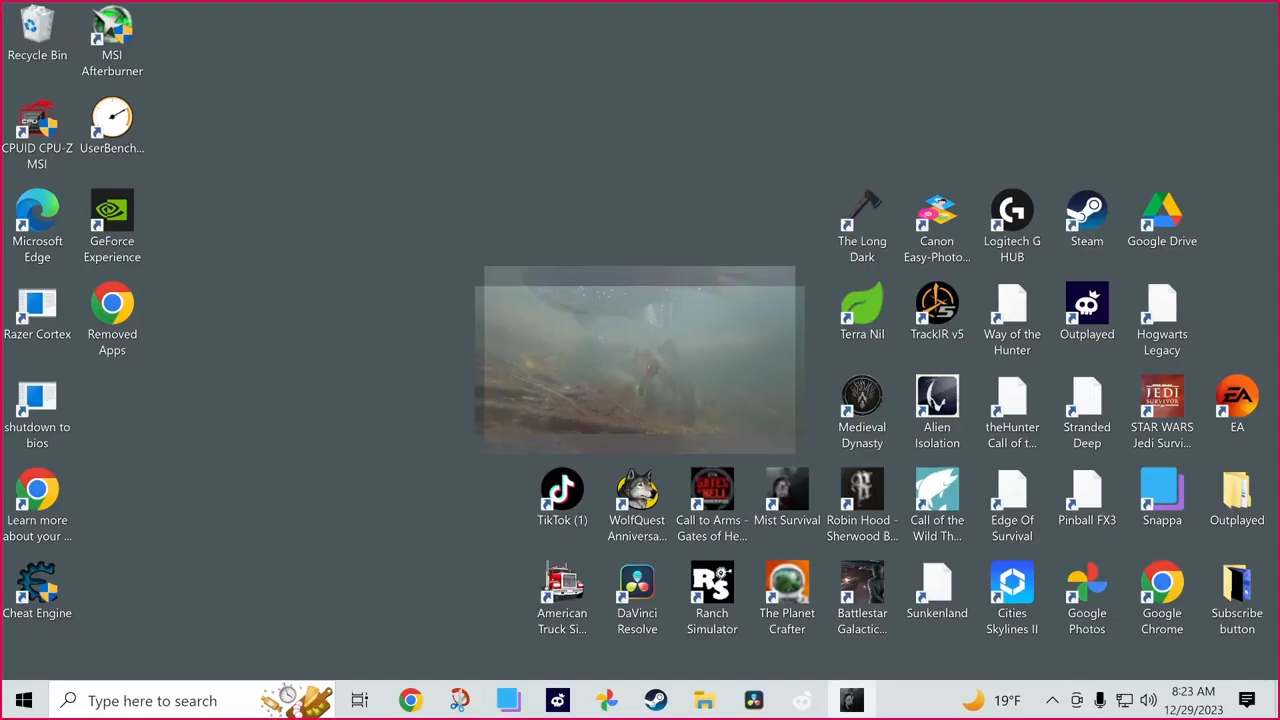 Recycle Bin
MSI
Afterburner
CPUID CPU-Z
MSI
UserBench...
Microsoft
Edge
GeForce
Experience
The Long
Dark
Canon
Easy-Photo...
Logitech G
HUB
Steam
Google Drive
Razer Cortex
Removed
Apps
Terra Nil
TrackIR v5
Way of the
Hunter
Outplayed
Hogwarts
Legacy
shutdown to
bios
Medieval
Dynasty
Alien
Isolation
theHunter
Call of t...
Stranded
Deep
STAR WARS
Jedi Survi...
EA
Learn more
about your ...
TikTok (1)
WolfQuest
Anniversa...
Call to Arms -
Gates of He...
Mist Survival
Robin Hood -
Sherwood B...
Call of the
Wild Th...
Edge Of
Survival
Pinball FX3
Snappa
Outplayed
Cheat Engine
American
Truck Si...
DaVinci
Resolve
Ranch
Simulator
The Planet
Crafter
Battlestar
Galactic...
Sunkenland
Cities
Skylines II
Google
Photos
Google
Chrome
Subscribe
button
Type here to search
19°F
8:23 AM
12/29/2023